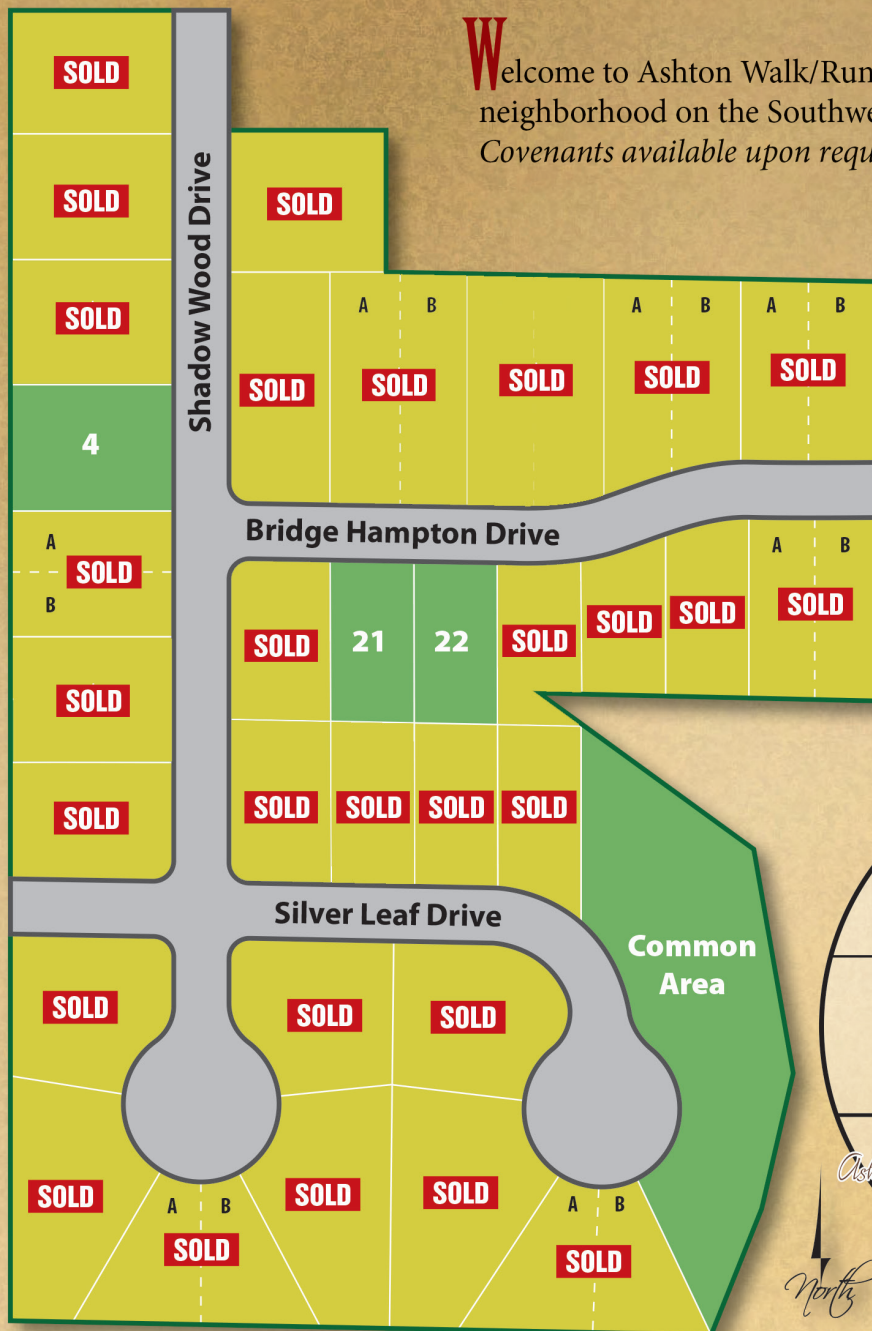 Welcome to Ashton Walk/Run
neighborhood on the Southwe
Covenants available upon requ
SOLD
SOLD
SOLD
4
A
SOLD
B
SOLD
SOLD
Shadow Wood Drive
SOLD
SOLD
A B
SOLD
SOLD
A B
SOLD
A B
SOLD
Bridge Hampton Drive
SOLD
21
22
SOLD
SOLD
SOLD
A B
SOLD
SOLD
SOLD
SOLD
SOLD
Silver Leaf Drive
Common
Area
SOLD
SOLD
SOLD
SOLD
A B
SOLD
SOLD
SOLD
A B
SOLD
Ash
North